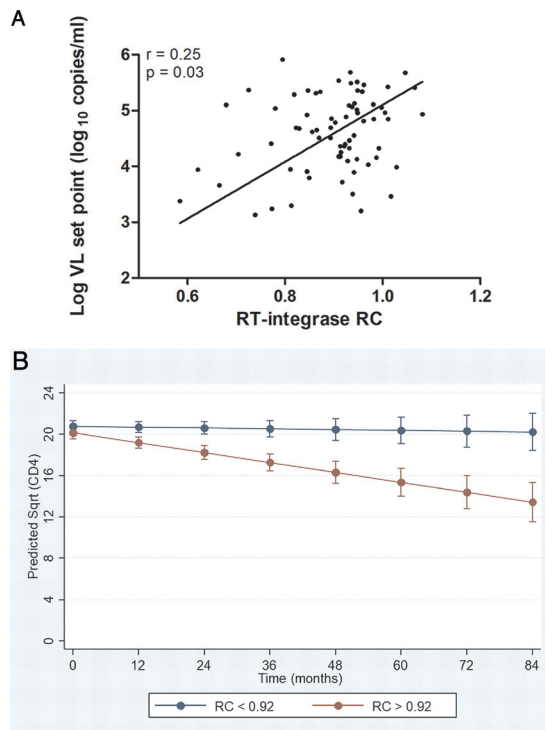 A
r = 0.25
p = 0.03
Log VL set point (log10 copies/ml)
6
5
4
3
2
0.6 0.8 1.0 1.2
RT-integrase RC
B
Predicted Sqrt (CD4)
24
20
16
12
8
4
0
0 12 24 36 48 60 72 84
Time (months)
RC < 0.92 RC > 0.92